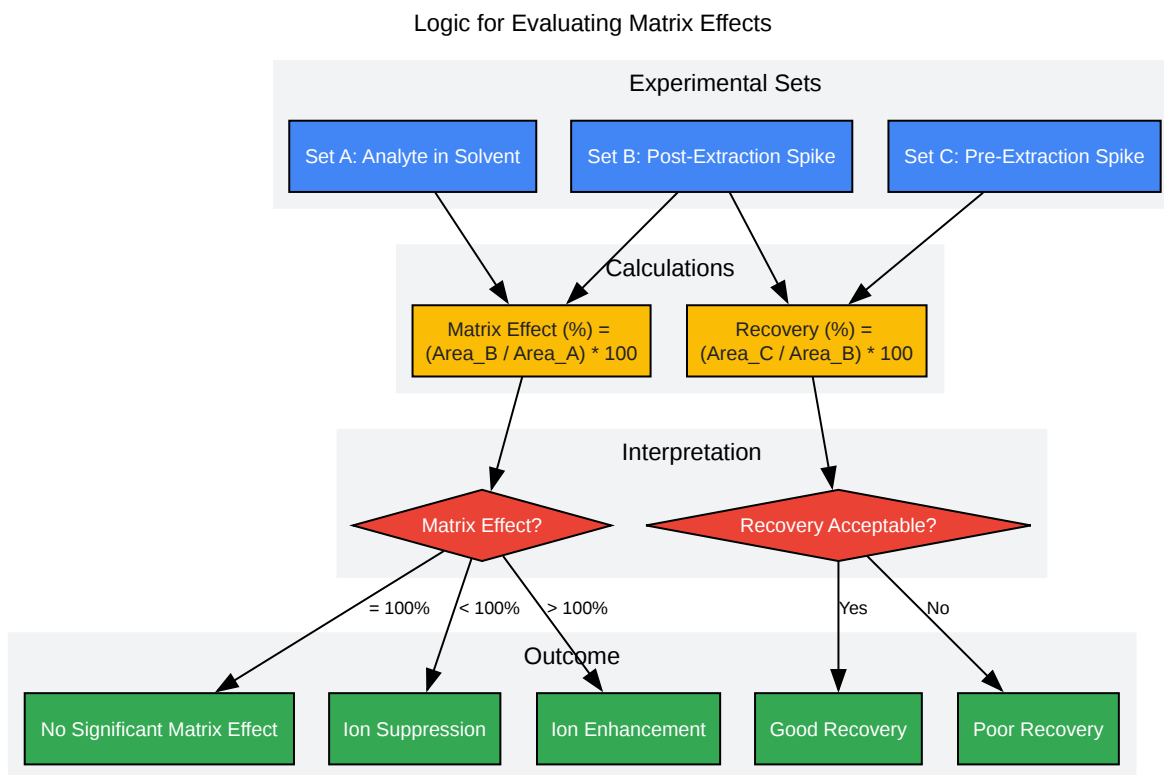 Logic for Evaluating Matrix Effects
Experimental Sets
Set A: Analyte in Solvent
Set B: Post-Extraction Spike
Set C: Pre-Extraction Spike
Calculations
Matrix Effect (%) =
(Area_B / Area_A) * 100
Recovery (%) =
(Area_C / Area_B) * 100
Interpretation
Matrix Effect?
Recovery Acceptable?
= 100%
< 100%
> 100%
Yes
No
Outcome
No Significant Matrix Effect
Ion Suppression
Ion Enhancement
Good Recovery
Poor Recovery